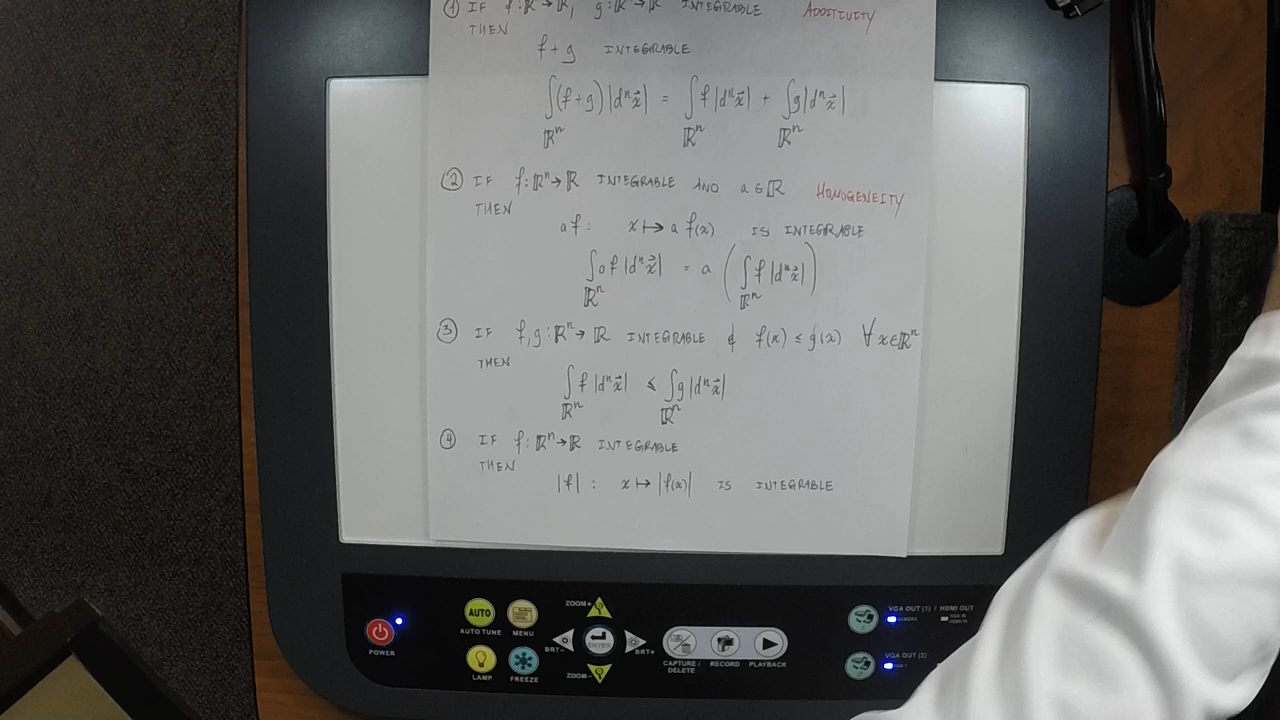 ① IF f:ℝ→ℝ, g:ℝ→ℝ INTEGRABLE ADDITIVITY
THEN
f+g INTEGRABLE
∫(f+g)|dⁿx⃗| = ∫f|dⁿx⃗| + ∫g|dⁿx⃗|
ℝⁿ ℝⁿ ℝⁿ
② IF f:ℝⁿ→ℝ INTEGRABLE AND a∈ℝ HOMOGENEITY
THEN
af: x↦a f(x) IS INTEGRABLE
∫af|dⁿx⃗| = a(∫f|dⁿx⃗|)
ℝⁿ ℝⁿ
③ IF f,g:ℝⁿ→ℝ INTEGRABLE & f(x)≤g(x) ∀x∈ℝⁿ
THEN
∫f|dⁿx⃗| ≤ ∫g|dⁿx⃗|
ℝⁿ ℝⁿ
④ IF f:ℝⁿ→ℝ INTEGRABLE
THEN
|f|: x↦|f(x)| IS INTEGRABLE
POWER
AUTO
AUTO TUNE
MENU
LAMP
FREEZE
ZOOM+
BRT-
ENTER
BRT+
ZOOM-
CAPTURE / DELETE
RECORD
PLAYBACK
VGA OUT (1) / HDMI OUT
VGA OUT (2)